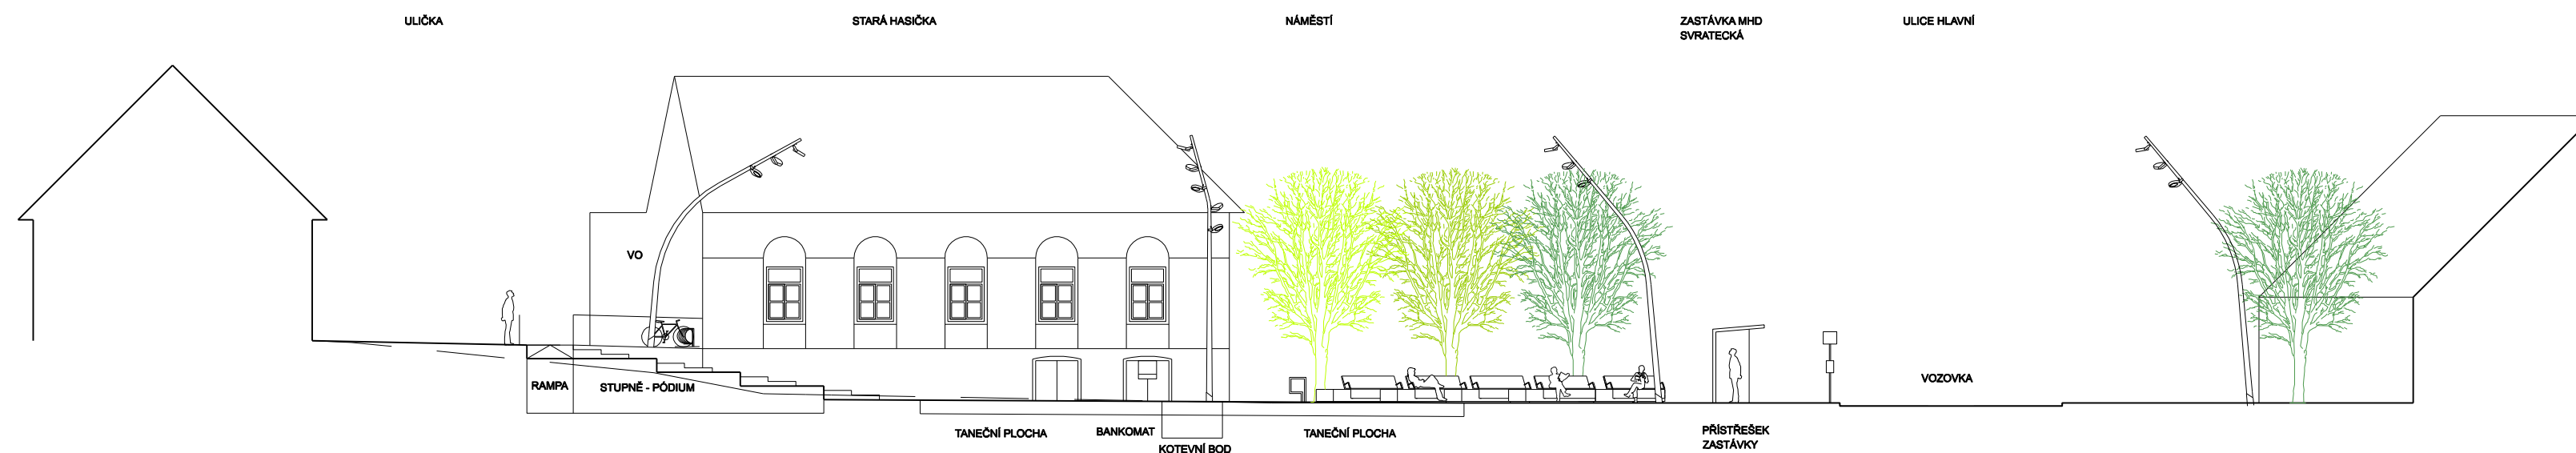 ULIČKA
STARÁ HASIČKA
NÁMĚSTÍ
ZASTÁVKA MHD
SVRATECKÁ
ULICE HLAVNÍ
VO
RAMPA
STUPNĚ - PÓDIUM
VOZOVKA
TANEČNÍ PLOCHA
BANKOMAT
KOTEVNÍ BOD
TANEČNÍ PLOCHA
PŘÍSTŘEŠEK
ZASTÁVKY